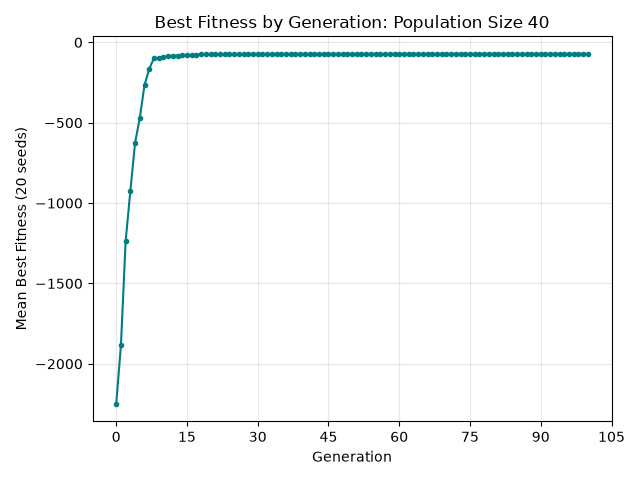 Best Fitness by Generation: Population Size 40
Mean Best Fitness (20 seeds)
0
−500
−1000
−1500
−2000
0 15 30 45 60 75 90 105
Generation